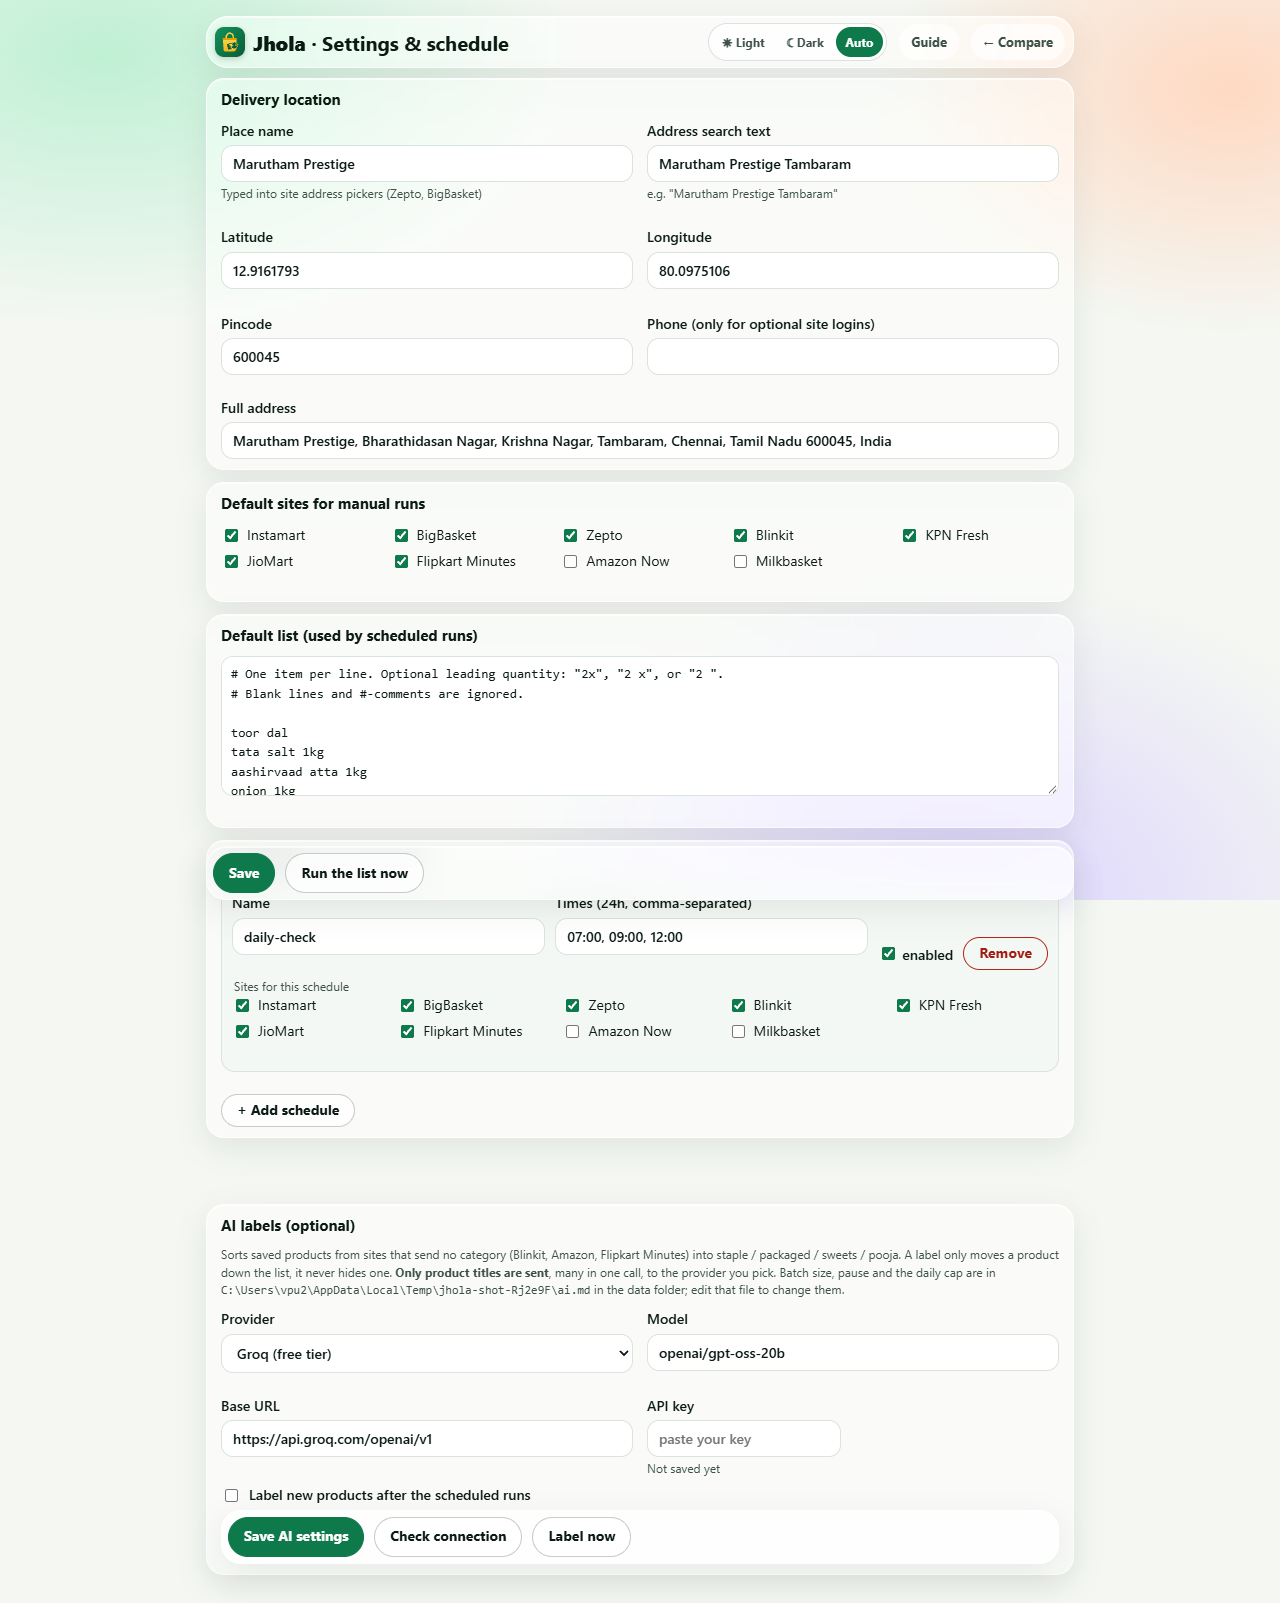 Jhola · Settings & schedule
☀ Light ☾ Dark Auto Guide ← Compare
Delivery location
Place name Address search text
Marutham Prestige Marutham Prestige Tambaram
Typed into site address pickers (Zepto, BigBasket) e.g. "Marutham Prestige Tambaram"
Latitude Longitude
12.9161793 80.0975106
Pincode Phone (only for optional site logins)
600045
Full address
Marutham Prestige, Bharathidasan Nagar, Krishna Nagar, Tambaram, Chennai, Tamil Nadu 600045, India
Default sites for manual runs
Instamart BigBasket Zepto Blinkit KPN Fresh
JioMart Flipkart Minutes Amazon Now Milkbasket
Default list (used by scheduled runs)
# One item per line. Optional leading quantity: "2x", "2 x", or "2 ".
# Blank lines and #-comments are ignored.
toor dal
tata salt 1kg
aashirvaad atta 1kg
onion 1kg
Save Run the list now
Name Times (24h, comma-separated)
daily-check 07:00, 09:00, 12:00 enabled Remove
Sites for this schedule
Instamart BigBasket Zepto Blinkit KPN Fresh
JioMart Flipkart Minutes Amazon Now Milkbasket
+ Add schedule
AI labels (optional)
Sorts saved products from sites that send no category (Blinkit, Amazon, Flipkart Minutes) into staple / packaged / sweets / pooja. A label only moves a product
down the list, it never hides one. Only product titles are sent, many in one call, to the provider you pick. Batch size, pause and the daily cap are in
C:\Users\vpu2\AppData\Local\Temp\jhola-shot-Rj2e9F\ai.md in the data folder; edit that file to change them.
Provider Model
Groq (free tier) openai/gpt-oss-20b
Base URL API key
https://api.groq.com/openai/v1 paste your key
Not saved yet
Label new products after the scheduled runs
Save AI settings Check connection Label now